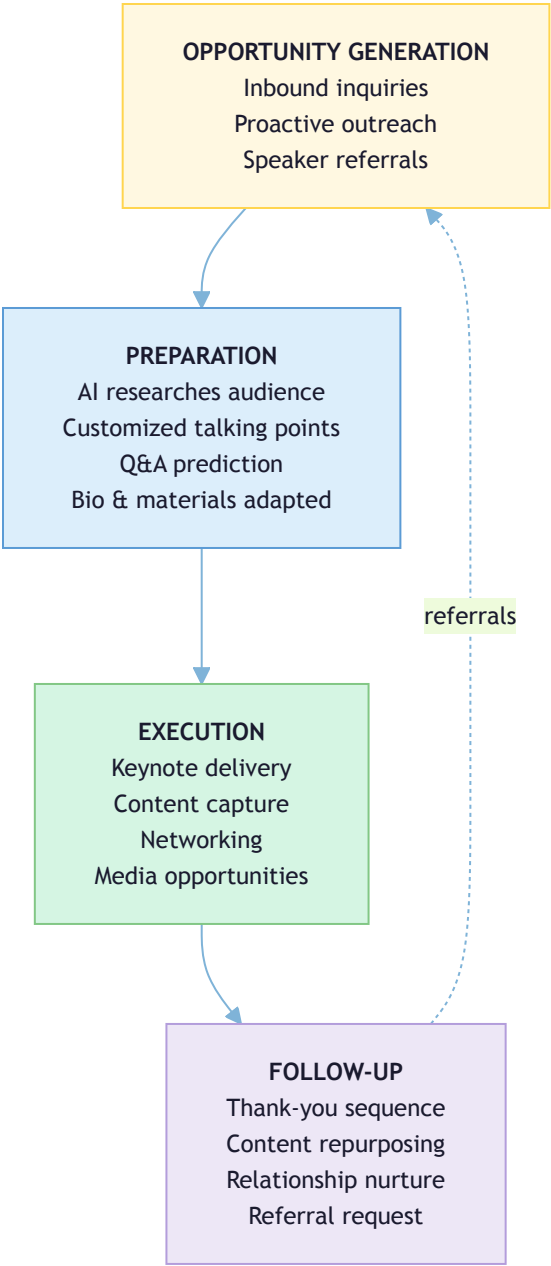 OPPORTUNITY GENERATION
Inbound inquiries
Proactive outreach
Speaker referrals
PREPARATION
AI researches audience
Customized talking points
Q&A prediction
Bio & materials adapted
referrals
EXECUTION
Keynote delivery
Content capture
Networking
Media opportunities
FOLLOW-UP
Thank-you sequence
Content repurposing
Relationship nurture
Referral request